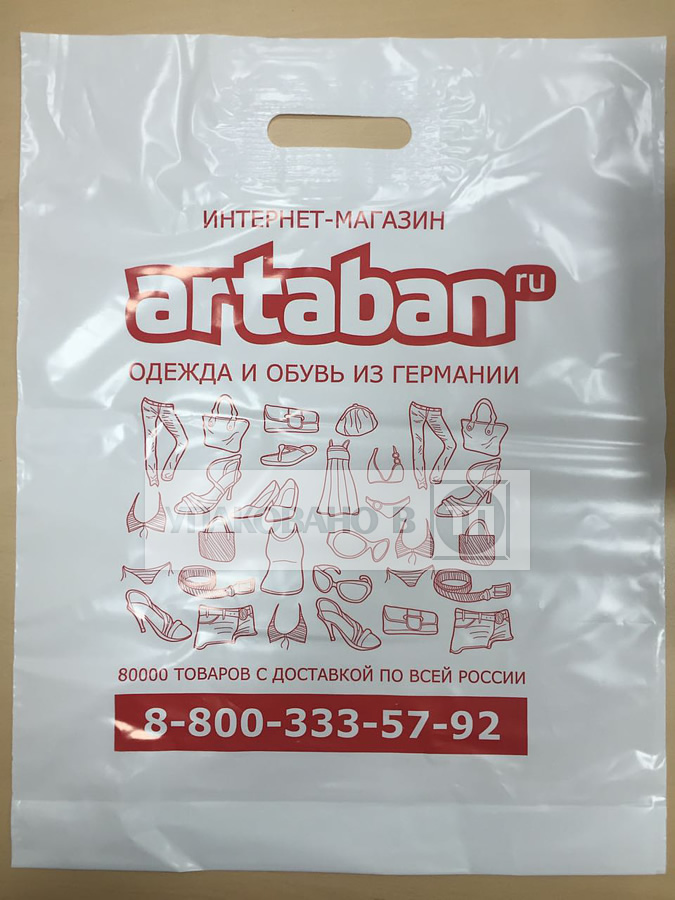 ИНТЕРНЕТ-МАГАЗИН
artaban ru
ОДЕЖДА И ОБУВЬ ИЗ ГЕРМАНИИ
УПАКОВАНО В
80000 ТОВАРОВ С ДОСТАВКОЙ ПО ВСЕЙ РОССИИ
8-800-333-57-92